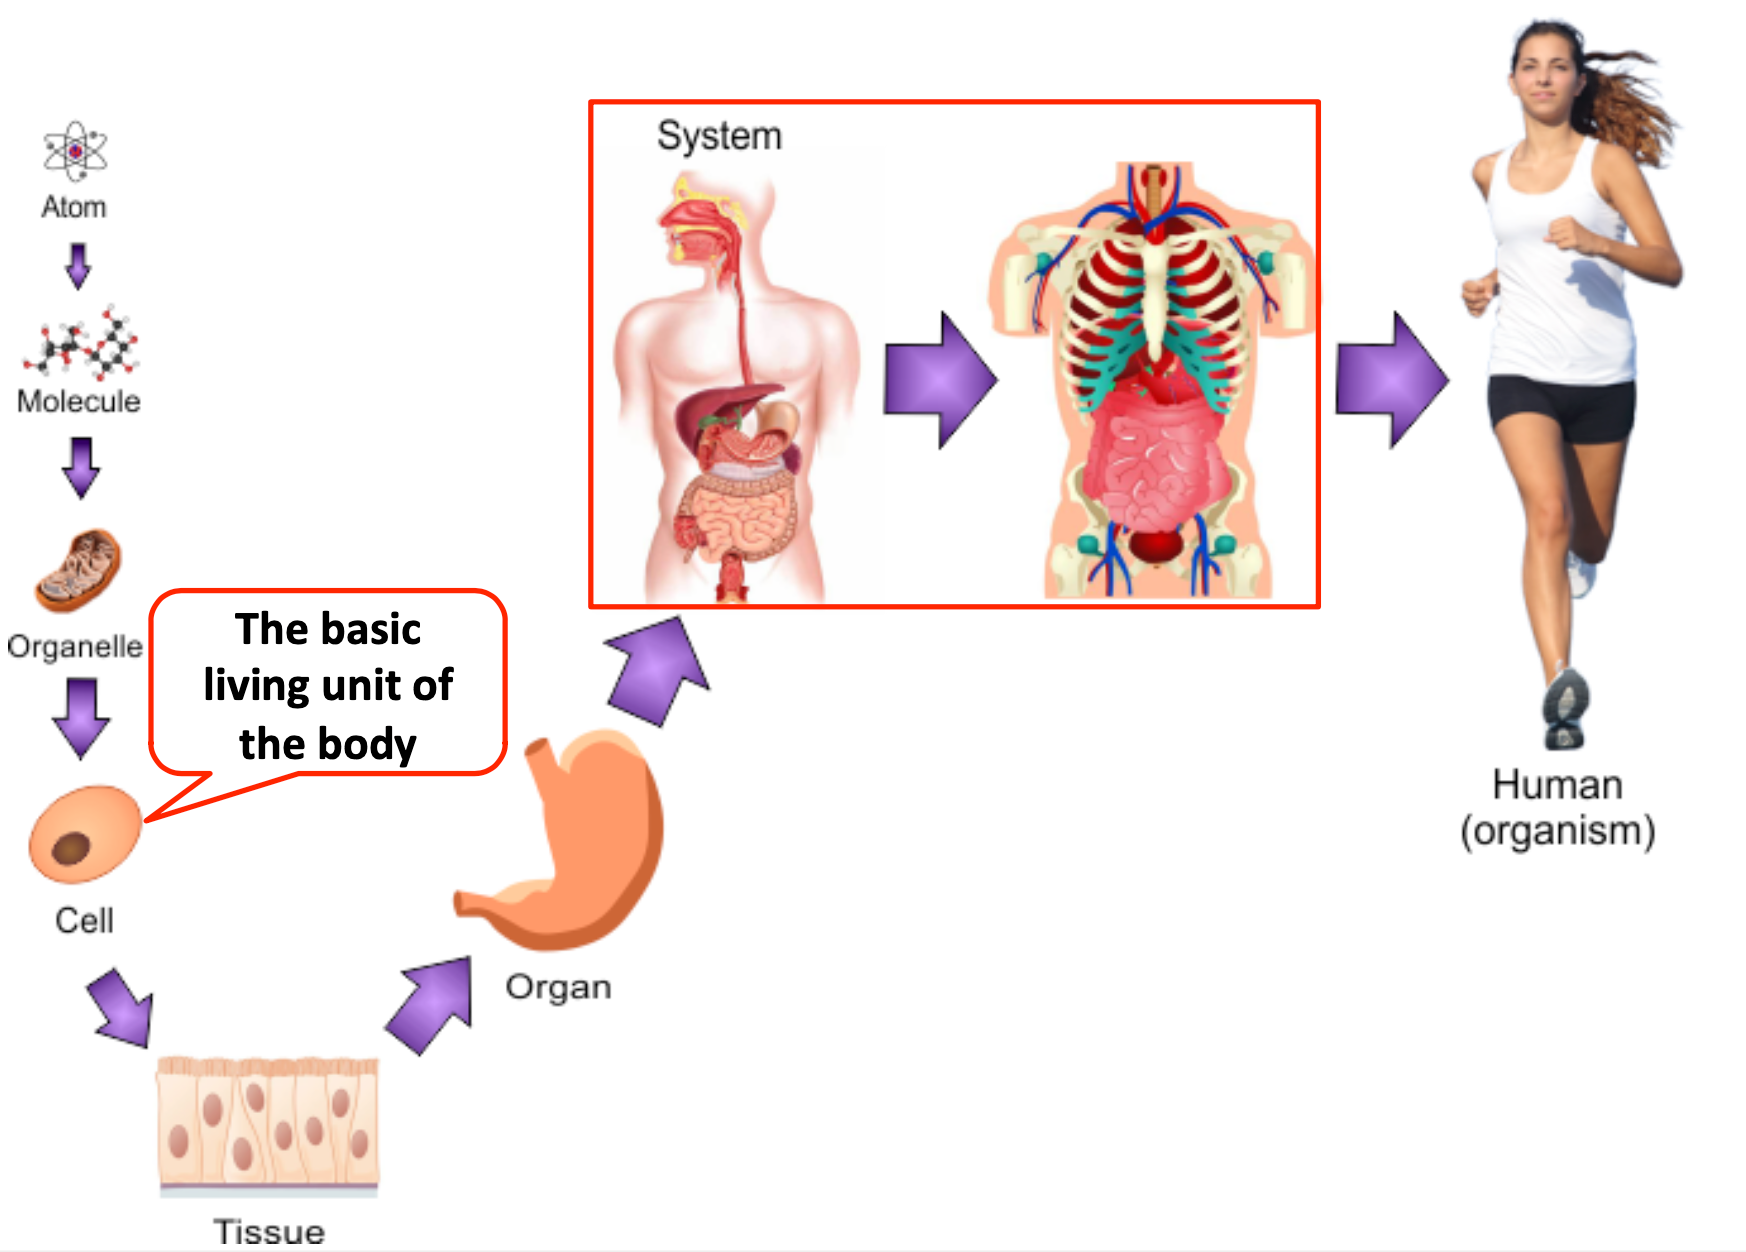 Atom
Molecule
Organelle
The basic
living unit of
the body
Cell
Tissue
Organ
System
Human
(organism)